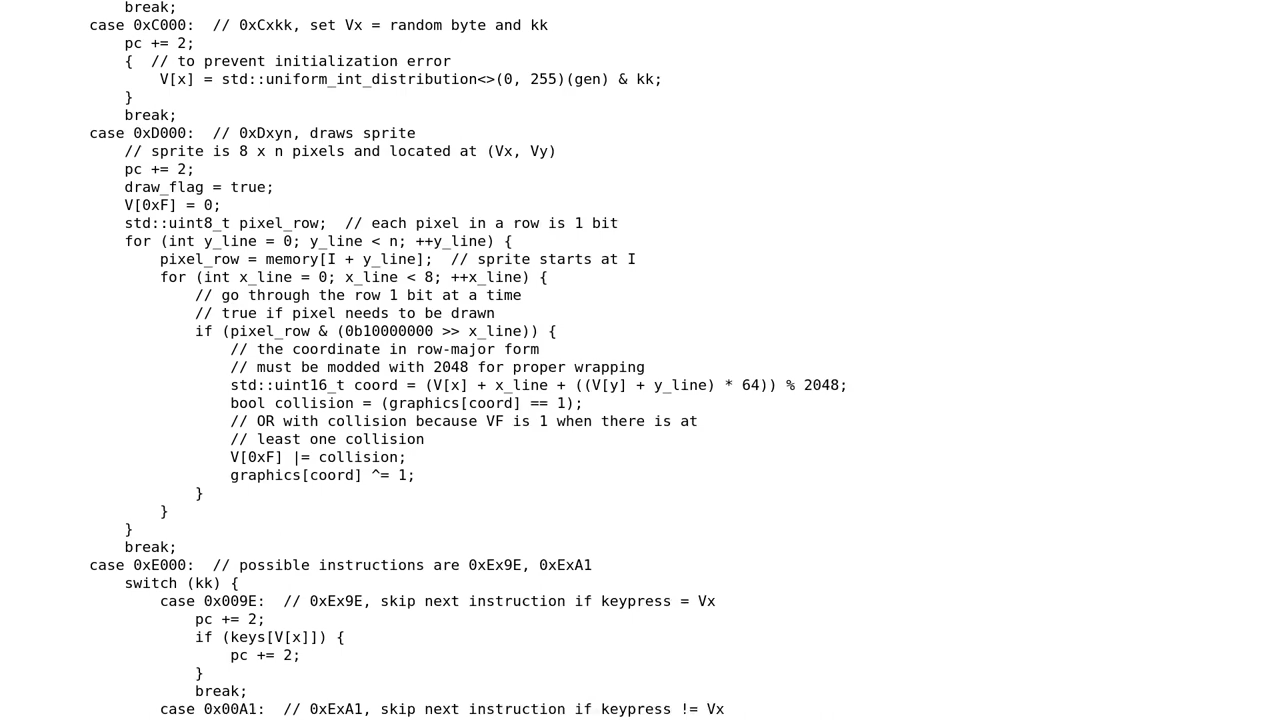 break;
        case 0xC000:  // 0xCxkk, set Vx = random byte and kk
            pc += 2;
            {  // to prevent initialization error
                V[x] = std::uniform_int_distribution<>(0, 255)(gen) & kk;
            }
            break;
        case 0xD000:  // 0xDxyn, draws sprite
            // sprite is 8 x n pixels and located at (Vx, Vy)
            pc += 2;
            draw_flag = true;
            V[0xF] = 0;
            std::uint8_t pixel_row;  // each pixel in a row is 1 bit
            for (int y_line = 0; y_line < n; ++y_line) {
                pixel_row = memory[I + y_line];  // sprite starts at I
                for (int x_line = 0; x_line < 8; ++x_line) {
                    // go through the row 1 bit at a time
                    // true if pixel needs to be drawn
                    if (pixel_row & (0b10000000 >> x_line)) {
                        // the coordinate in row-major form
                        // must be modded with 2048 for proper wrapping
                        std::uint16_t coord = (V[x] + x_line + ((V[y] + y_line) * 64)) % 2048;
                        bool collision = (graphics[coord] == 1);
                        // OR with collision because VF is 1 when there is at
                        // least one collision
                        V[0xF] |= collision;
                        graphics[coord] ^= 1;
                    }
                }
            }
            break;
        case 0xE000:  // possible instructions are 0xEx9E, 0xExA1
            switch (kk) {
                case 0x009E:  // 0xEx9E, skip next instruction if keypress = Vx
                    pc += 2;
                    if (keys[V[x]]) {
                        pc += 2;
                    }
                    break;
                case 0x00A1:  // 0xExA1, skip next instruction if keypress != Vx